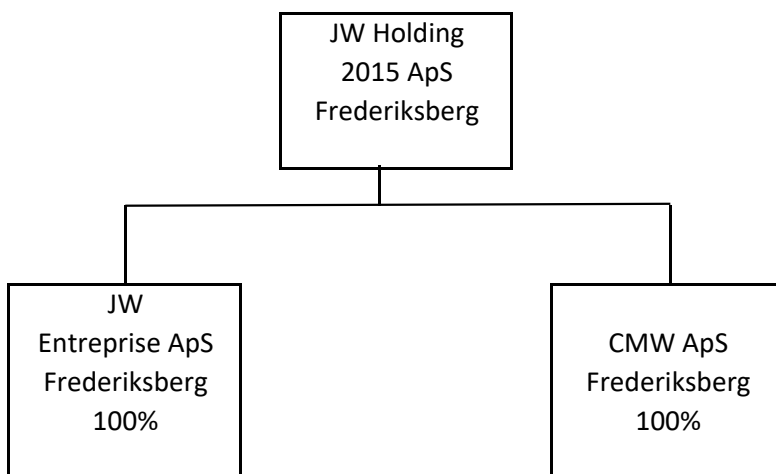 JW Holding
2015 ApS
Frederiksberg
JW
Entreprise ApS
Frederiksberg
100%
CMW ApS
Frederiksberg
100%